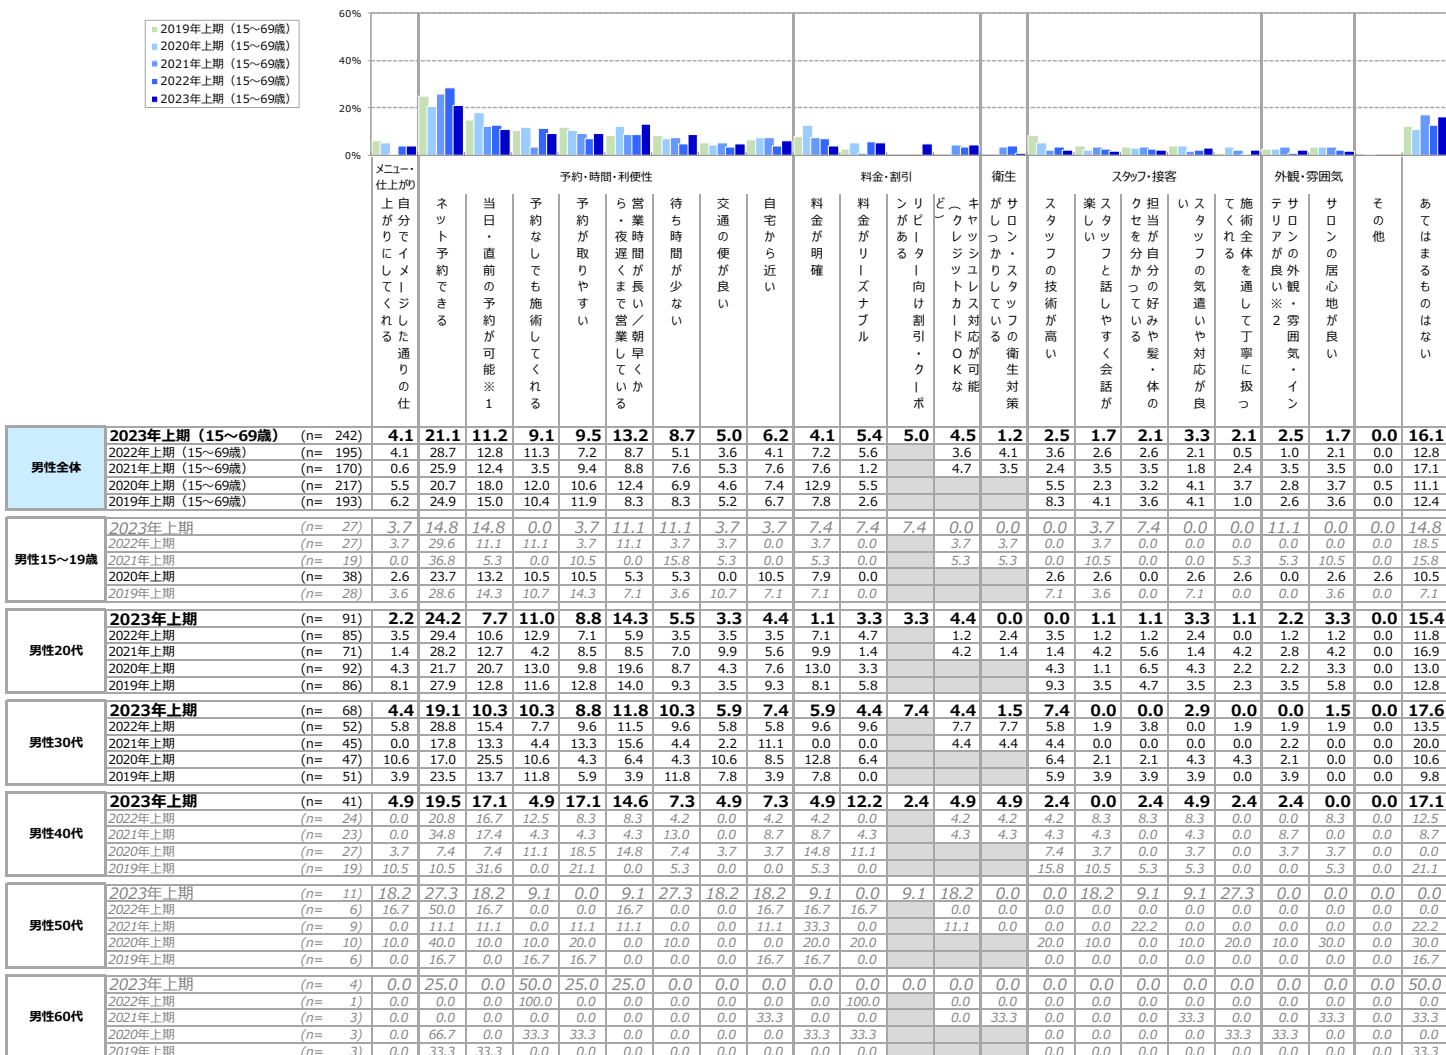 60%
40%
20%
0%
2019年上期（15～69歳）
2020年上期（15～69歳）
2021年上期（15～69歳）
2022年上期（15～69歳）
2023年上期（15～69歳）
メニュー・仕上がり
予約・時間・利便性
料金・割引
衛生
スタッフ・接客
外観・雰囲気
自分でイメージした通りの仕上がりにしてくれる
ネット予約できる
当日・直前の予約が可能※1
予約なしでも施術してくれる
予約が取りやすい
営業時間が長い／朝早くから・夜遅くまで営業している
待ち時間が少ない
交通の便が良い
自宅から近い
料金が明確
料金がリーズナブル
リピーター向け割引・クーポンがある
キャッシュレス対応が可能（クレジットカードOKなど）
サロン・スタッフの衛生対策がしっかりしている
スタッフの技術が高い
スタッフと話しやすく会話が楽しい
担当が自分の好みや髪・体のクセを分かっている
スタッフの気遣いや対応が良い
施術全体を通して丁寧に扱ってくれる
サロンの外観・雰囲気・インテリアが良い※2
サロンの居心地が良い
その他
あてはまるものはない
男性全体
2023年上期（15～69歳） (n= 242) 4.1 21.1 11.2 9.1 9.5 13.2 8.7 5.0 6.2 4.1 5.4 5.0 4.5 1.2 2.5 1.7 2.1 3.3 2.1 2.5 1.7 0.0 16.1
2022年上期（15～69歳） (n= 195) 4.1 28.7 12.8 11.3 7.2 8.7 5.1 3.6 4.1 7.2 5.6 3.6 4.1 3.6 2.6 2.6 2.1 0.5 1.0 2.1 0.0 12.8
2021年上期（15～69歳） (n= 170) 0.6 25.9 12.4 3.5 9.4 8.8 7.6 5.3 7.6 7.6 1.2 4.7 3.5 2.4 3.5 3.5 1.8 2.4 3.5 3.5 0.0 17.1
2020年上期（15～69歳） (n= 217) 5.5 20.7 18.0 12.0 10.6 12.4 6.9 4.6 7.4 12.9 5.5 5.5 2.3 3.2 4.1 3.7 2.8 3.7 0.5 11.1
2019年上期（15～69歳） (n= 193) 6.2 24.9 15.0 10.4 11.9 8.3 8.3 5.2 6.7 7.8 2.6 8.3 4.1 3.6 4.1 1.0 2.6 3.6 0.0 12.4
男性15～19歳
2023年上期 (n= 27) 3.7 14.8 14.8 0.0 3.7 11.1 11.1 3.7 3.7 7.4 7.4 7.4 0.0 0.0 0.0 3.7 7.4 0.0 0.0 11.1 0.0 0.0 14.8
2022年上期 (n= 27) 3.7 29.6 11.1 11.1 3.7 11.1 3.7 3.7 0.0 3.7 0.0 3.7 3.7 0.0 3.7 0.0 0.0 0.0 0.0 0.0 0.0 18.5
2021年上期 (n= 19) 0.0 36.8 5.3 0.0 10.5 0.0 15.8 5.3 0.0 5.3 0.0 5.3 5.3 0.0 10.5 0.0 0.0 5.3 5.3 10.5 0.0 15.8
2020年上期 (n= 38) 2.6 23.7 13.2 10.5 10.5 5.3 5.3 0.0 10.5 7.9 0.0 2.6 2.6 0.0 2.6 2.6 0.0 2.6 2.6 10.5
2019年上期 (n= 28) 3.6 28.6 14.3 10.7 14.3 7.1 3.6 10.7 7.1 7.1 0.0 7.1 3.6 0.0 7.1 0.0 0.0 3.6 0.0 7.1
男性20代
2023年上期 (n= 91) 2.2 24.2 7.7 11.0 8.8 14.3 5.5 3.3 4.4 1.1 3.3 3.3 4.4 0.0 0.0 1.1 1.1 3.3 1.1 2.2 3.3 0.0 15.4
2022年上期 (n= 85) 3.5 29.4 10.6 12.9 7.1 5.9 3.5 3.5 3.5 7.1 4.7 1.2 2.4 3.5 1.2 1.2 2.4 0.0 1.2 1.2 0.0 11.8
2021年上期 (n= 71) 1.4 28.2 12.7 4.2 8.5 8.5 7.0 9.9 5.6 9.9 1.4 4.2 1.4 1.4 4.2 5.6 1.4 4.2 2.8 4.2 0.0 16.9
2020年上期 (n= 92) 4.3 21.7 20.7 13.0 9.8 19.6 8.7 4.3 7.6 13.0 3.3 4.3 1.1 6.5 4.3 2.2 2.2 3.3 0.0 13.0
2019年上期 (n= 86) 8.1 27.9 12.8 11.6 12.8 14.0 9.3 3.5 9.3 8.1 5.8 9.3 3.5 4.7 3.5 2.3 3.5 5.8 0.0 12.8
男性30代
2023年上期 (n= 68) 4.4 19.1 10.3 10.3 8.8 11.8 10.3 5.9 7.4 5.9 4.4 7.4 4.4 1.5 7.4 0.0 0.0 2.9 0.0 0.0 1.5 0.0 17.6
2022年上期 (n= 52) 5.8 28.8 15.4 7.7 9.6 11.5 9.6 5.8 5.8 9.6 9.6 7.7 7.7 5.8 1.9 3.8 0.0 1.9 1.9 1.9 0.0 13.5
2021年上期 (n= 45) 0.0 17.8 13.3 4.4 13.3 15.6 4.4 2.2 11.1 0.0 0.0 4.4 4.4 4.4 0.0 0.0 0.0 0.0 2.2 0.0 0.0 20.0
2020年上期 (n= 47) 10.6 17.0 25.5 10.6 4.3 6.4 4.3 10.6 8.5 12.8 6.4 6.4 2.1 2.1 4.3 4.3 2.1 0.0 0.0 10.6
2019年上期 (n= 51) 3.9 23.5 13.7 11.8 5.9 3.9 11.8 7.8 3.9 7.8 0.0 5.9 3.9 3.9 3.9 0.0 3.9 0.0 0.0 9.8
男性40代
2023年上期 (n= 41) 4.9 19.5 17.1 4.9 17.1 14.6 7.3 4.9 7.3 4.9 12.2 2.4 4.9 4.9 2.4 0.0 2.4 4.9 2.4 2.4 0.0 0.0 17.1
2022年上期 (n= 24) 0.0 20.8 16.7 12.5 8.3 8.3 4.2 0.0 4.2 4.2 0.0 4.2 4.2 4.2 8.3 8.3 8.3 0.0 0.0 8.3 0.0 12.5
2021年上期 (n= 23) 0.0 34.8 17.4 4.3 4.3 4.3 13.0 0.0 8.7 8.7 4.3 4.3 4.3 4.3 4.3 0.0 4.3 0.0 8.7 0.0 0.0 8.7
2020年上期 (n= 27) 3.7 7.4 7.4 11.1 18.5 14.8 7.4 3.7 3.7 14.8 11.1 7.4 3.7 0.0 3.7 0.0 3.7 3.7 0.0 0.0
2019年上期 (n= 19) 10.5 10.5 31.6 0.0 21.1 0.0 5.3 0.0 0.0 5.3 0.0 15.8 10.5 5.3 5.3 0.0 0.0 5.3 0.0 21.1
男性50代
2023年上期 (n= 11) 18.2 27.3 18.2 9.1 0.0 9.1 27.3 18.2 18.2 9.1 0.0 9.1 18.2 0.0 0.0 18.2 9.1 9.1 27.3 0.0 0.0 0.0 0.0
2022年上期 (n= 6) 16.7 50.0 16.7 0.0 0.0 16.7 0.0 0.0 16.7 16.7 16.7 0.0 0.0 0.0 0.0 0.0 0.0 0.0 0.0 0.0 0.0 0.0
2021年上期 (n= 9) 0.0 11.1 11.1 0.0 11.1 11.1 0.0 0.0 11.1 33.3 0.0 11.1 0.0 0.0 0.0 22.2 0.0 0.0 0.0 0.0 0.0 22.2
2020年上期 (n= 10) 10.0 40.0 10.0 10.0 20.0 0.0 10.0 0.0 0.0 20.0 20.0 20.0 10.0 0.0 10.0 20.0 10.0 30.0 0.0 30.0
2019年上期 (n= 6) 0.0 16.7 0.0 16.7 16.7 0.0 0.0 0.0 16.7 16.7 0.0 0.0 0.0 0.0 0.0 0.0 0.0 0.0 0.0 16.7
男性60代
2023年上期 (n= 4) 0.0 25.0 0.0 50.0 25.0 25.0 0.0 0.0 0.0 0.0 0.0 0.0 0.0 0.0 0.0 0.0 0.0 0.0 0.0 0.0 0.0 0.0 50.0
2022年上期 (n= 1) 0.0 0.0 0.0 100.0 0.0 0.0 0.0 0.0 0.0 0.0 100.0 0.0 0.0 0.0 0.0 0.0 0.0 0.0 0.0 0.0 0.0 0.0
2021年上期 (n= 3) 0.0 0.0 0.0 0.0 0.0 0.0 0.0 0.0 33.3 0.0 0.0 0.0 33.3 0.0 0.0 0.0 33.3 0.0 0.0 33.3 0.0 33.3
2020年上期 (n= 3) 0.0 66.7 0.0 33.3 33.3 0.0 0.0 0.0 0.0 33.3 33.3 0.0 0.0 0.0 0.0 33.3 33.3 0.0 0.0 0.0
2019年上期 (n= 3) 0.0 33.3 33.3 0.0 0.0 0.0 0.0 0.0 0.0 0.0 0.0 0.0 0.0 0.0 0.0 0.0 0.0 0.0 0.0 33.3